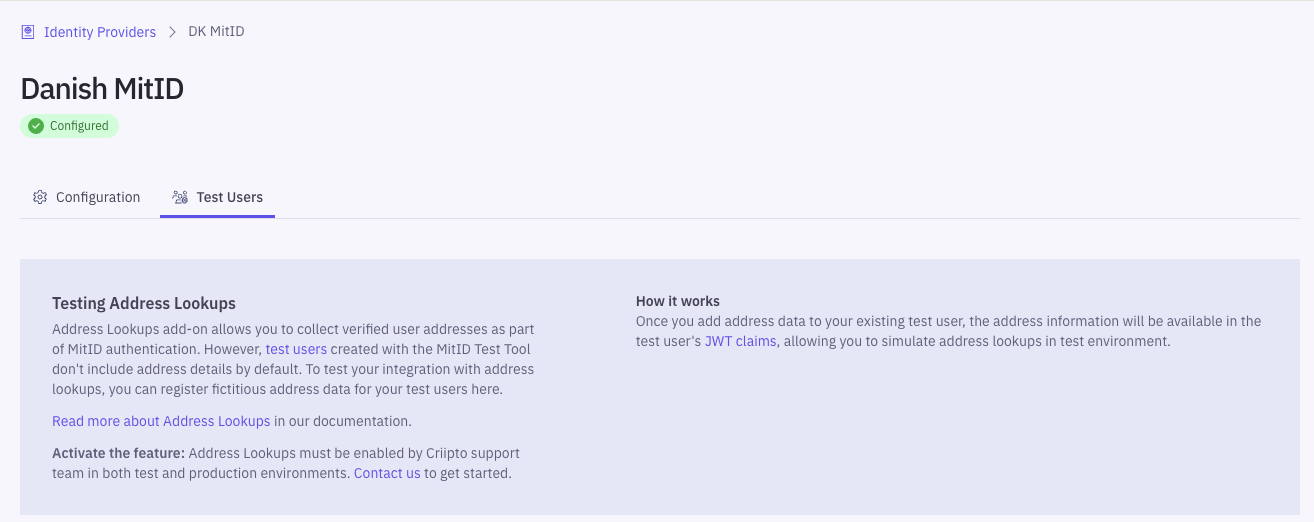 Identity Providers > DK MitID
Danish MitID
Configured
Configuration
Test Users
Testing Address Lookups
Address Lookups add-on allows you to collect verified user addresses as part
of MitID authentication. However, test users created with the MitID Test Tool
don't include address details by default. To test your integration with address
lookups, you can register fictitious address data for your test users here.
Read more about Address Lookups in our documentation.
Activate the feature: Address Lookups must be enabled by Criipto support
team in both test and production environments. Contact us to get started.
How it works
Once you add address data to your existing test user, the address information will be available in the
test user's JWT claims, allowing you to simulate address lookups in test environment.